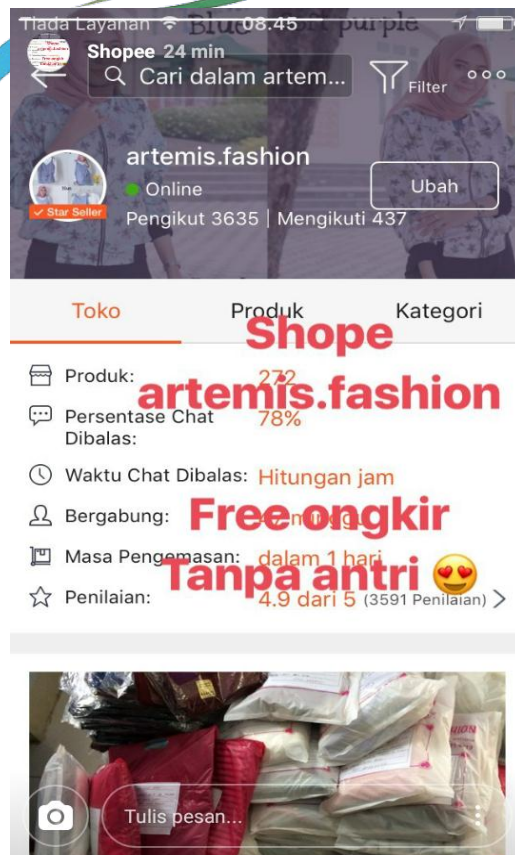 Tiada Layanan 08.45
Blue Soft purple
Shopee 24 min
Cari dalam artem...
Filter
artemis.fashion
Online
Ubah
Star Seller
Pengikut 3635 | Mengikuti 437
Toko Produk Kategori
Shope
artemis.fashion
Produk: 272
Persentase Chat Dibalas: 78%
Waktu Chat Dibalas: Hitungan jam
Bergabung:
Free ongkir
Masa Pengemasan: dalam 1 hari
Tanpa antri 😍
Penilaian: 4.9 dari 5 (3591 Penilaian)
Tulis pesan...